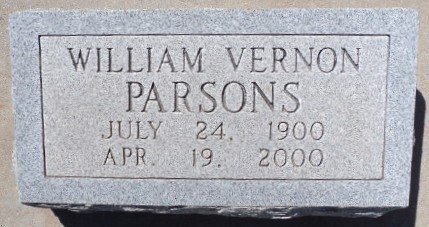 WILLIAM VERNON
PARSONS
JULY 24, 1900
APR. 19, 2000